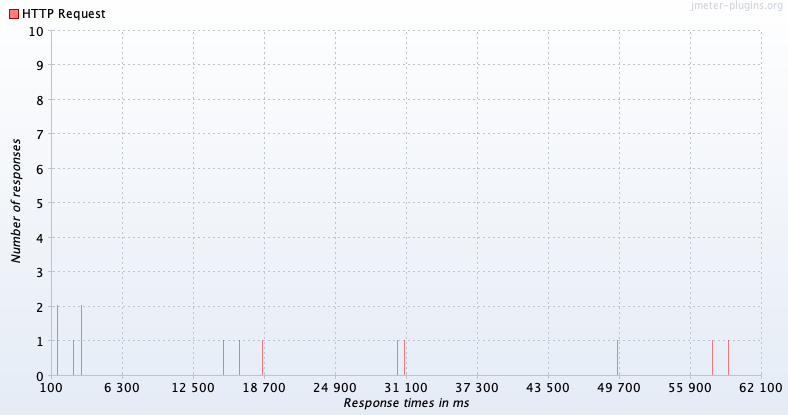 jmeter-plugins.org
HTTP Request
10
9
8
7
6
5
4
3
2
1
0
Number of responses
100 6 300 12 500 18 700 24 900 31 100 37 300 43 500 49 700 55 900 62 100
Response times in ms